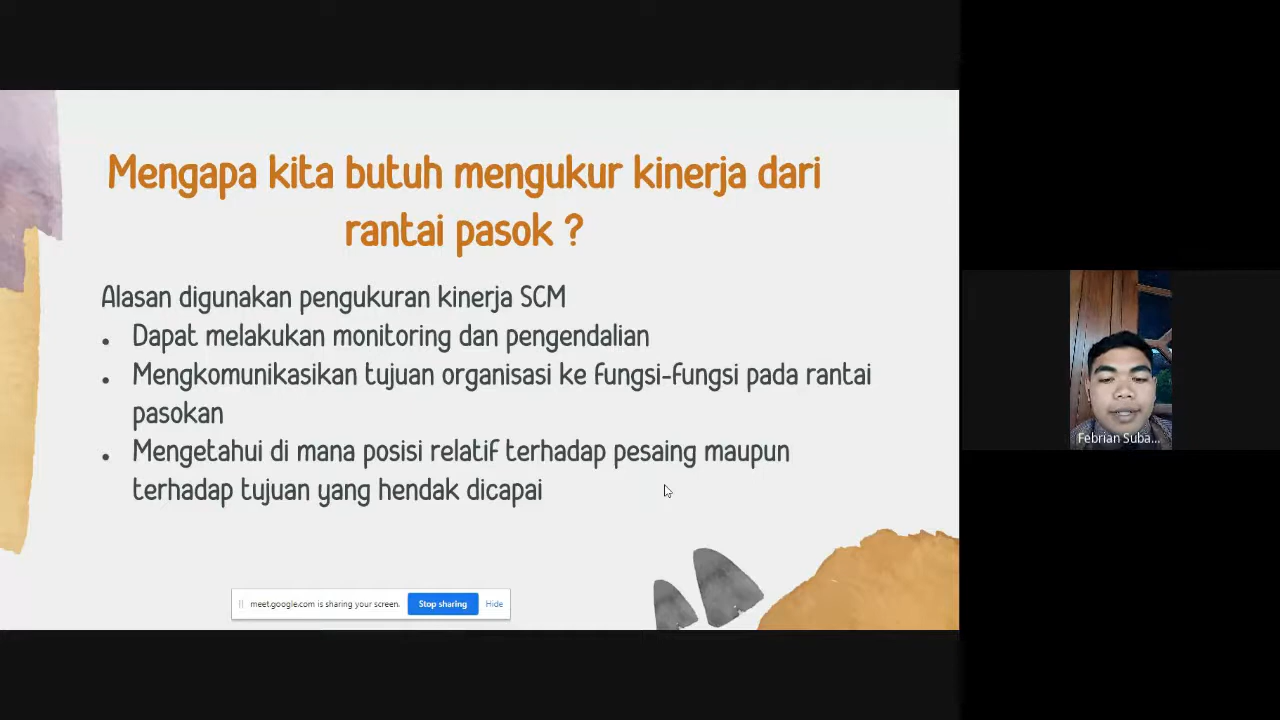 Mengapa kita butuh mengukur kinerja dari
rantai pasok ?
Alasan digunakan pengukuran kinerja SCM
• Dapat melakukan monitoring dan pengendalian
• Mengkomunikasikan tujuan organisasi ke fungsi-fungsi pada rantai
pasokan
• Mengetahui di mana posisi relatif terhadap pesaing maupun
terhadap tujuan yang hendak dicapai
meet.google.com is sharing your screen. Stop sharing Hide
Febrian Suba...